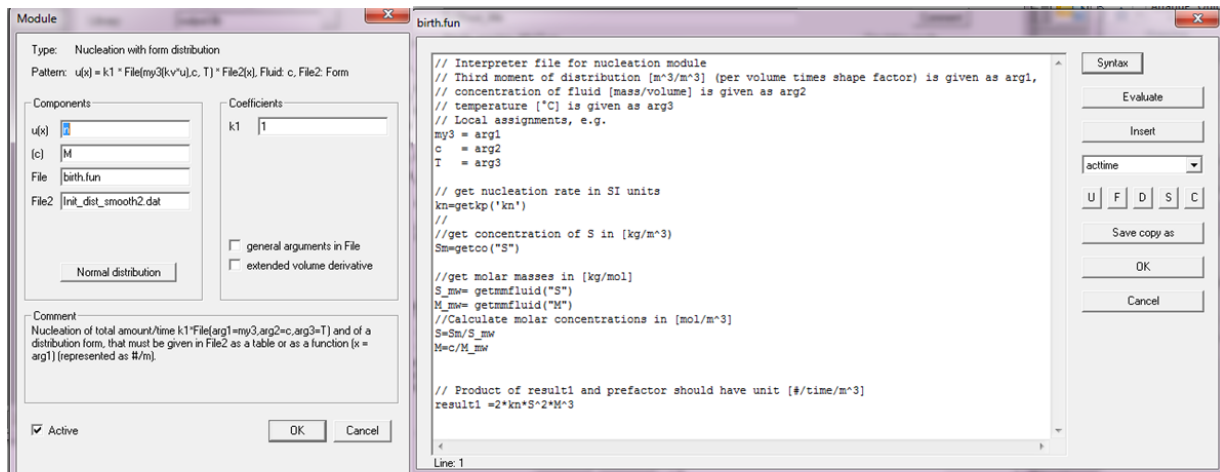 Module
birth.fun
Type: Nucleation with form distribution
Pattern: u(x) = k1 * File(my3(kv*u),c, T) * File2(x), Fluid: c, File2: Form
Components
u(x) n
(c) M
File birth.fun
File2 Init_dist_smooth2.dat
Normal distribution
Coefficients
k1 1
general arguments in File
extended volume derivative
Comment
Nucleation of total amount/time k1*File(arg1=my3,arg2=c,arg3=T) and of a
distribution form, that must be given in File2 as a table or as a function (x =
arg1) (represented as #/m).
Active
OK
Cancel
// Interpreter file for nucleation module
// Third moment of distribution [m^3/m^3] (per volume times shape factor) is given as arg1,
// concentration of fluid [mass/volume] is given as arg2
// temperature [°C] is given as arg3
// Local assignments, e.g.
my3 = arg1
c = arg2
T = arg3
// get nucleation rate in SI units
kn=getkp('kn')
//
//get concentration of S in [kg/m^3)
Sm=getco("S")
//get molar masses in [kg/mol]
S_mw= getmmfluid("S")
M_mw= getmmfluid("M")
//Calculate molar concentrations in [mol/m^3]
S=Sm/S_mw
M=c/M_mw
// Product of result1 and prefactor should have unit [#/time/m^3]
result1 =2*kn*S^2*M^3
Line: 1
Syntax
Evaluate
Insert
acttime
U F D S C
Save copy as
OK
Cancel